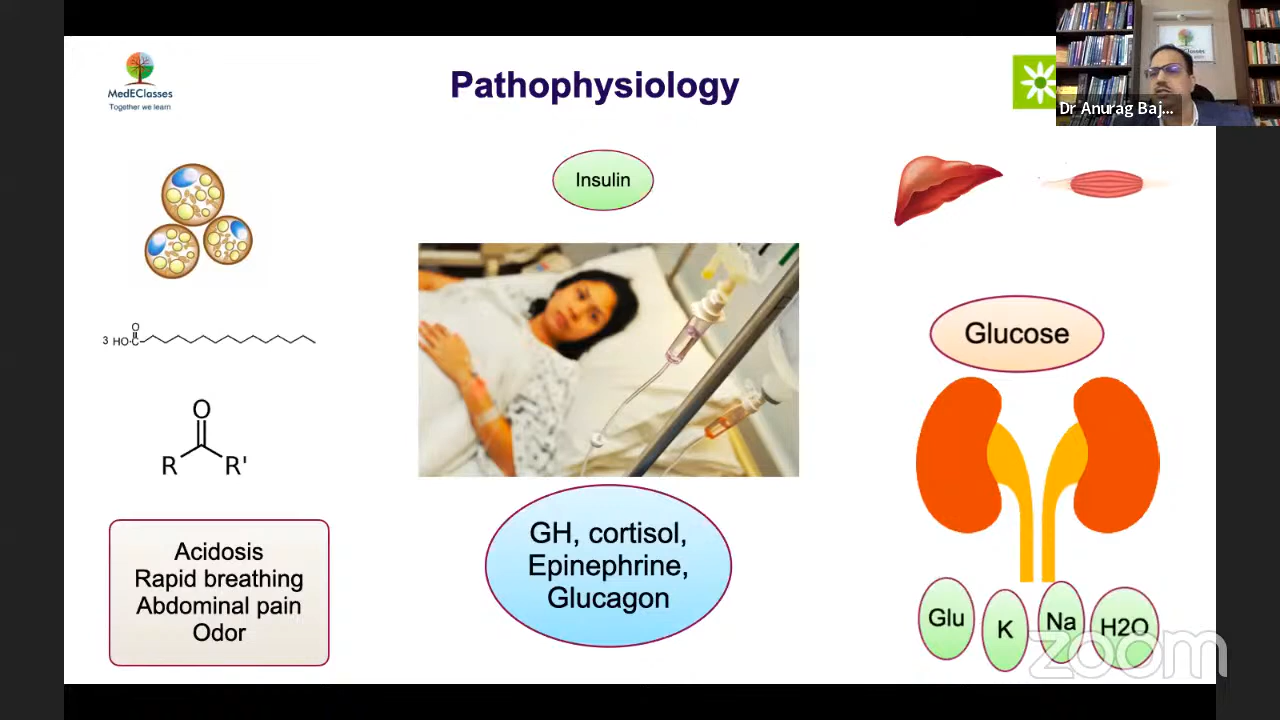 MedEClasses
Together we learn
Pathophysiology
Dr Anurag Baj...
Insulin
3 HO-C
O
Glucose
O
R R'
GH, cortisol,
Epinephrine,
Glucagon
Acidosis
Rapid breathing
Abdominal pain
Odor
Glu
K
Na
H2O
zoom